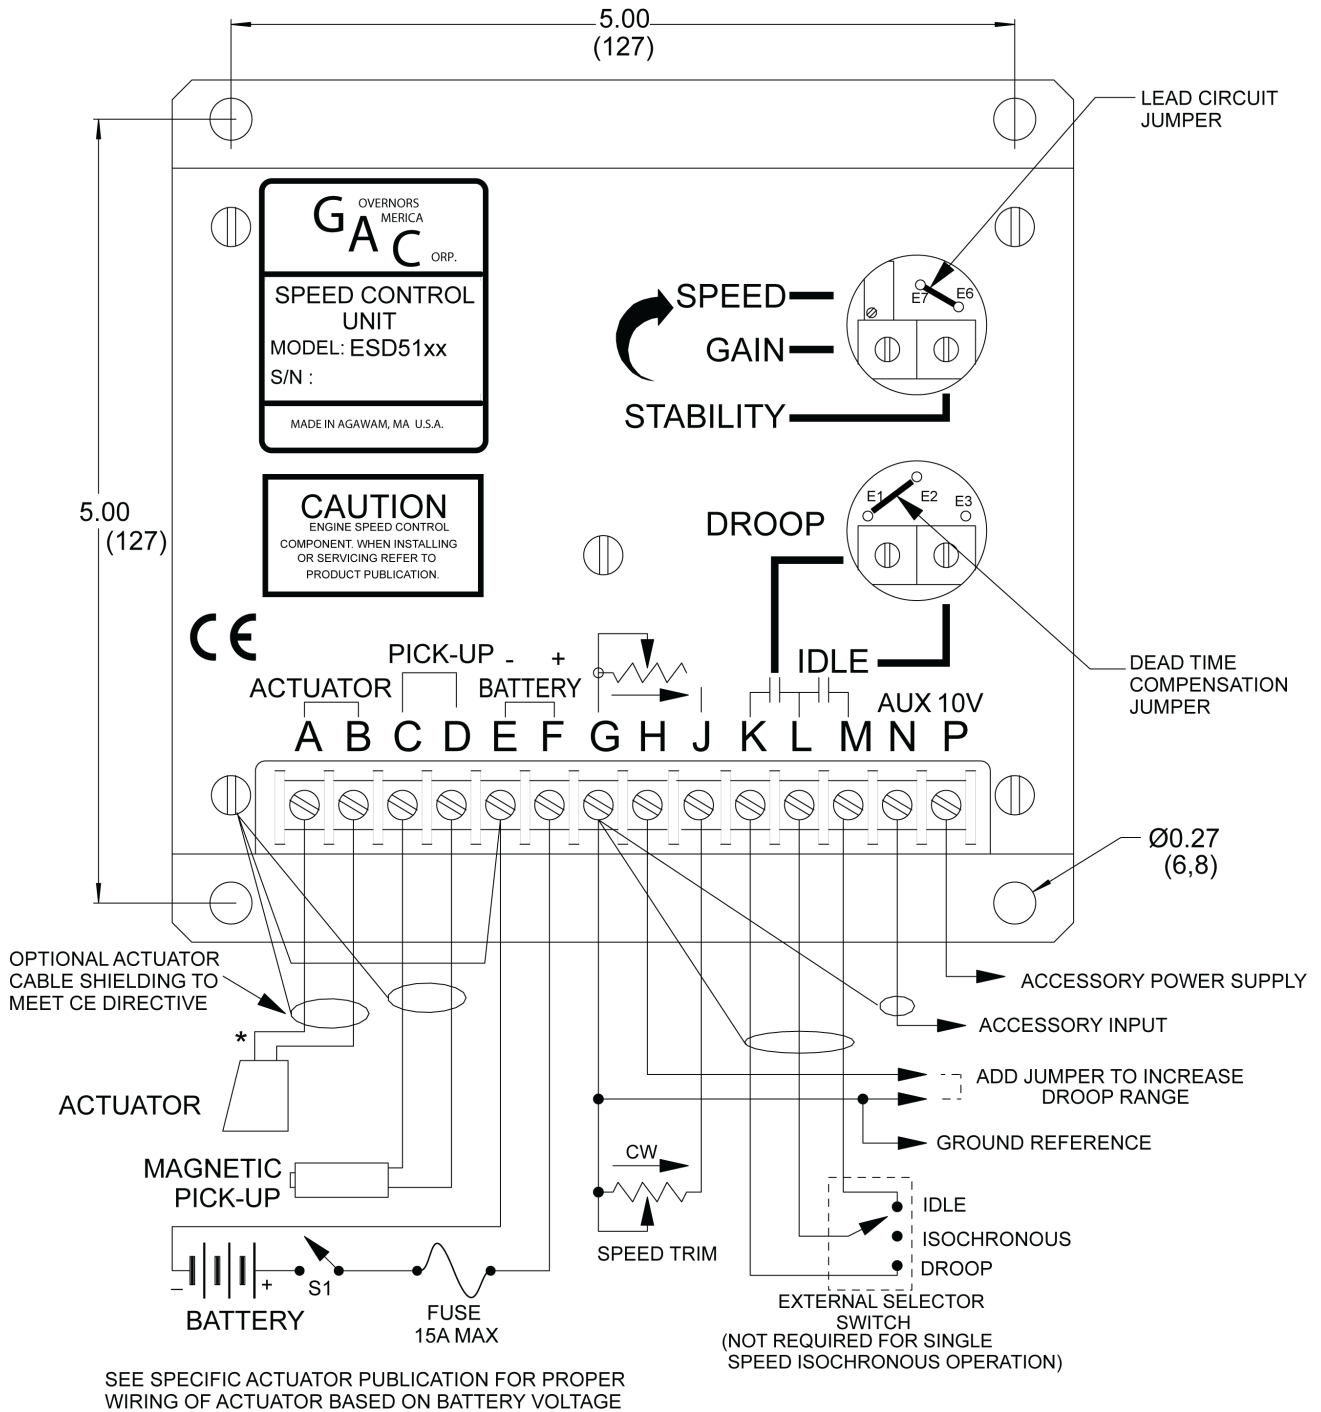 5.00
(127)
LEAD CIRCUIT
JUMPER
GOVERNORS
AMERICA
CORP.
SPEED CONTROL
UNIT
MODEL: ESD51xx
S/N :
MADE IN AGAWAM, MA U.S.A.
SPEED
GAIN
STABILITY
E7
E6
CAUTION
ENGINE SPEED CONTROL
COMPONENT. WHEN INSTALLING
OR SERVICING REFER TO
PRODUCT PUBLICATION.
5.00
(127)
DROOP
E1
E2
E3
CE
IDLE
DEAD TIME
COMPENSATION
JUMPER
PICK-UP
- +
ACTUATOR
BATTERY
AUX 10V
A B C D E F G H J K L M N P
Ø0.27
(6,8)
OPTIONAL ACTUATOR
CABLE SHIELDING TO
MEET CE DIRECTIVE
*
ACTUATOR
MAGNETIC
PICK-UP
ACCESSORY POWER SUPPLY
ACCESSORY INPUT
ADD JUMPER TO INCREASE
DROOP RANGE
GROUND REFERENCE
CW
SPEED TRIM
IDLE
ISOCHRONOUS
DROOP
– +
BATTERY
S1
FUSE
15A MAX
EXTERNAL SELECTOR
SWITCH
(NOT REQUIRED FOR SINGLE
SPEED ISOCHRONOUS OPERATION)
SEE SPECIFIC ACTUATOR PUBLICATION FOR PROPER
WIRING OF ACTUATOR BASED ON BATTERY VOLTAGE